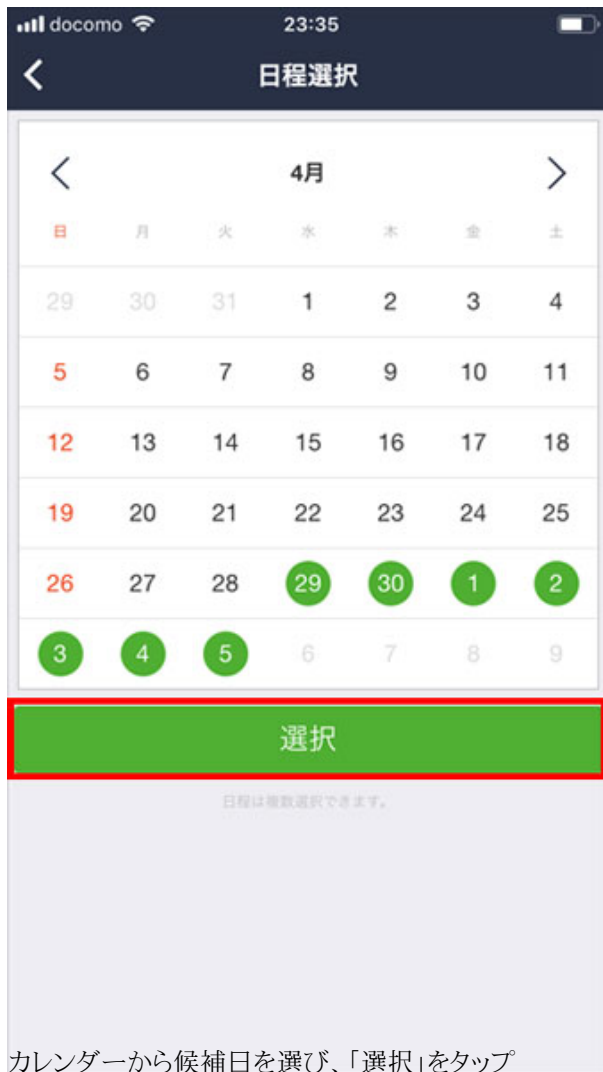 docomo 23:35
日程選択
4月
日 月 火 水 木 金 土
29 30 31 1 2 3 4
5 6 7 8 9 10 11
12 13 14 15 16 17 18
19 20 21 22 23 24 25
26 27 28 29 30 1 2
3 4 5 6 7 8 9
選択
日程は複数選択できます。
カレンダーから候補日を選び、「選択」をタップ